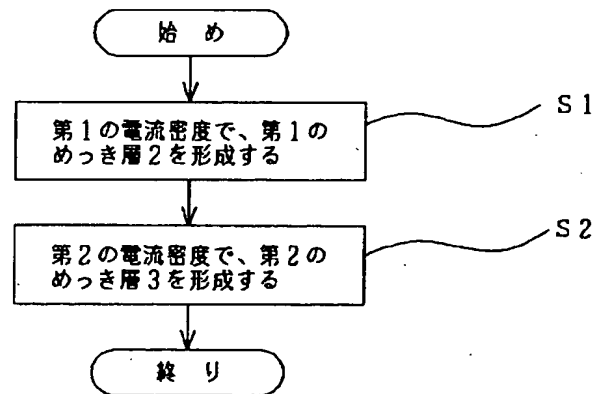 始 め
第1の電流密度で、第1の
めっき層2を形成する
S1
第2の電流密度で、第2の
めっき層3を形成する
S2
終 り